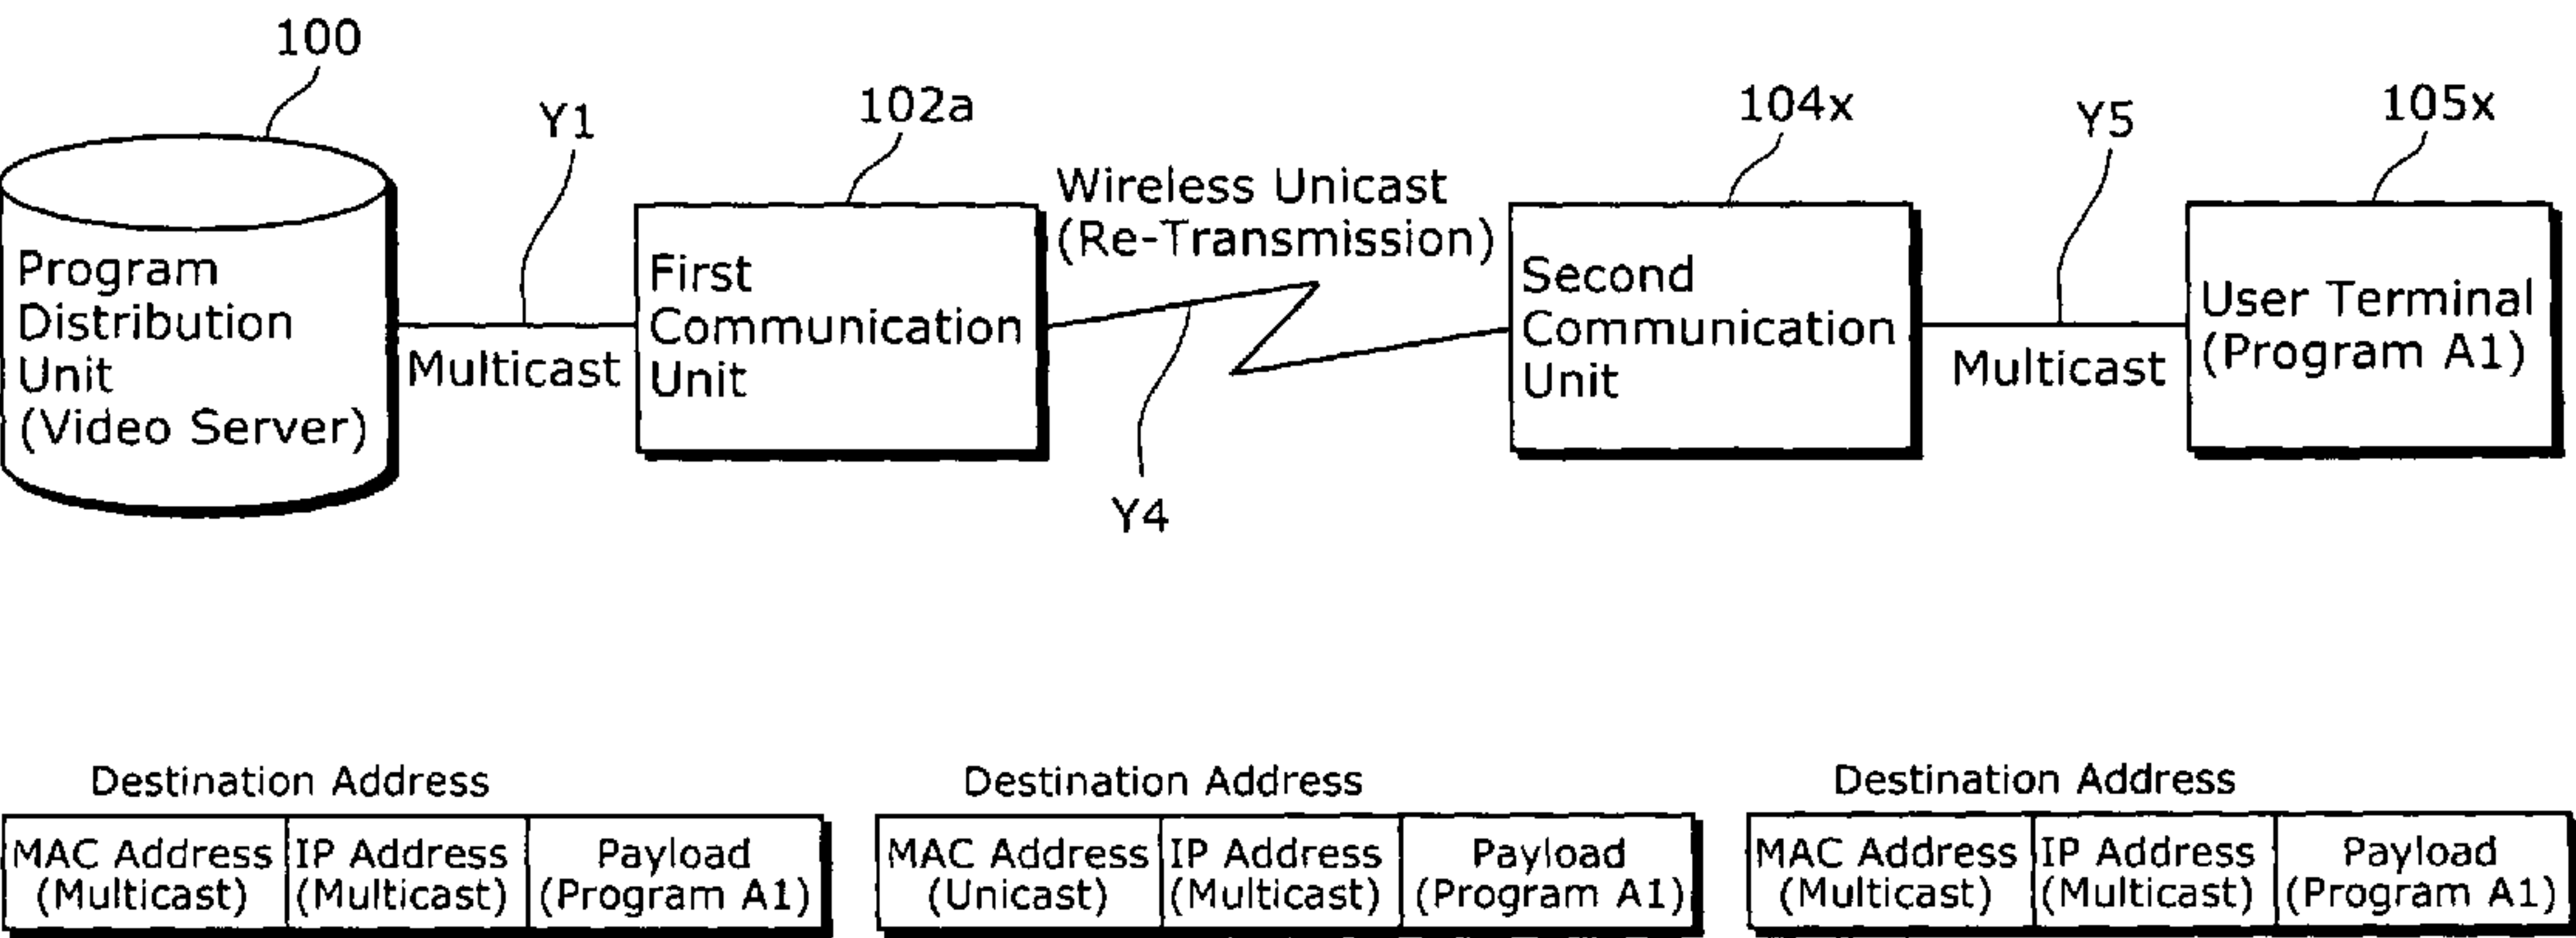 100
Y1
102a
104x
Y5
105x
Program
Distribution
Unit
(Video Server)
Multicast
First
Communication
Unit
Wireless Unicast
(Re-Transmission)
Y4
Second
Communication
Unit
Multicast
User Terminal
(Program A1)
Destination Address
MAC Address
(Multicast)
IP Address
(Multicast)
Payload
(Program A1)
Destination Address
MAC Address
(Unicast)
IP Address
(Multicast)
Payload
(Program A1)
Destination Address
MAC Address
(Multicast)
IP Address
(Multicast)
Payload
(Program A1)